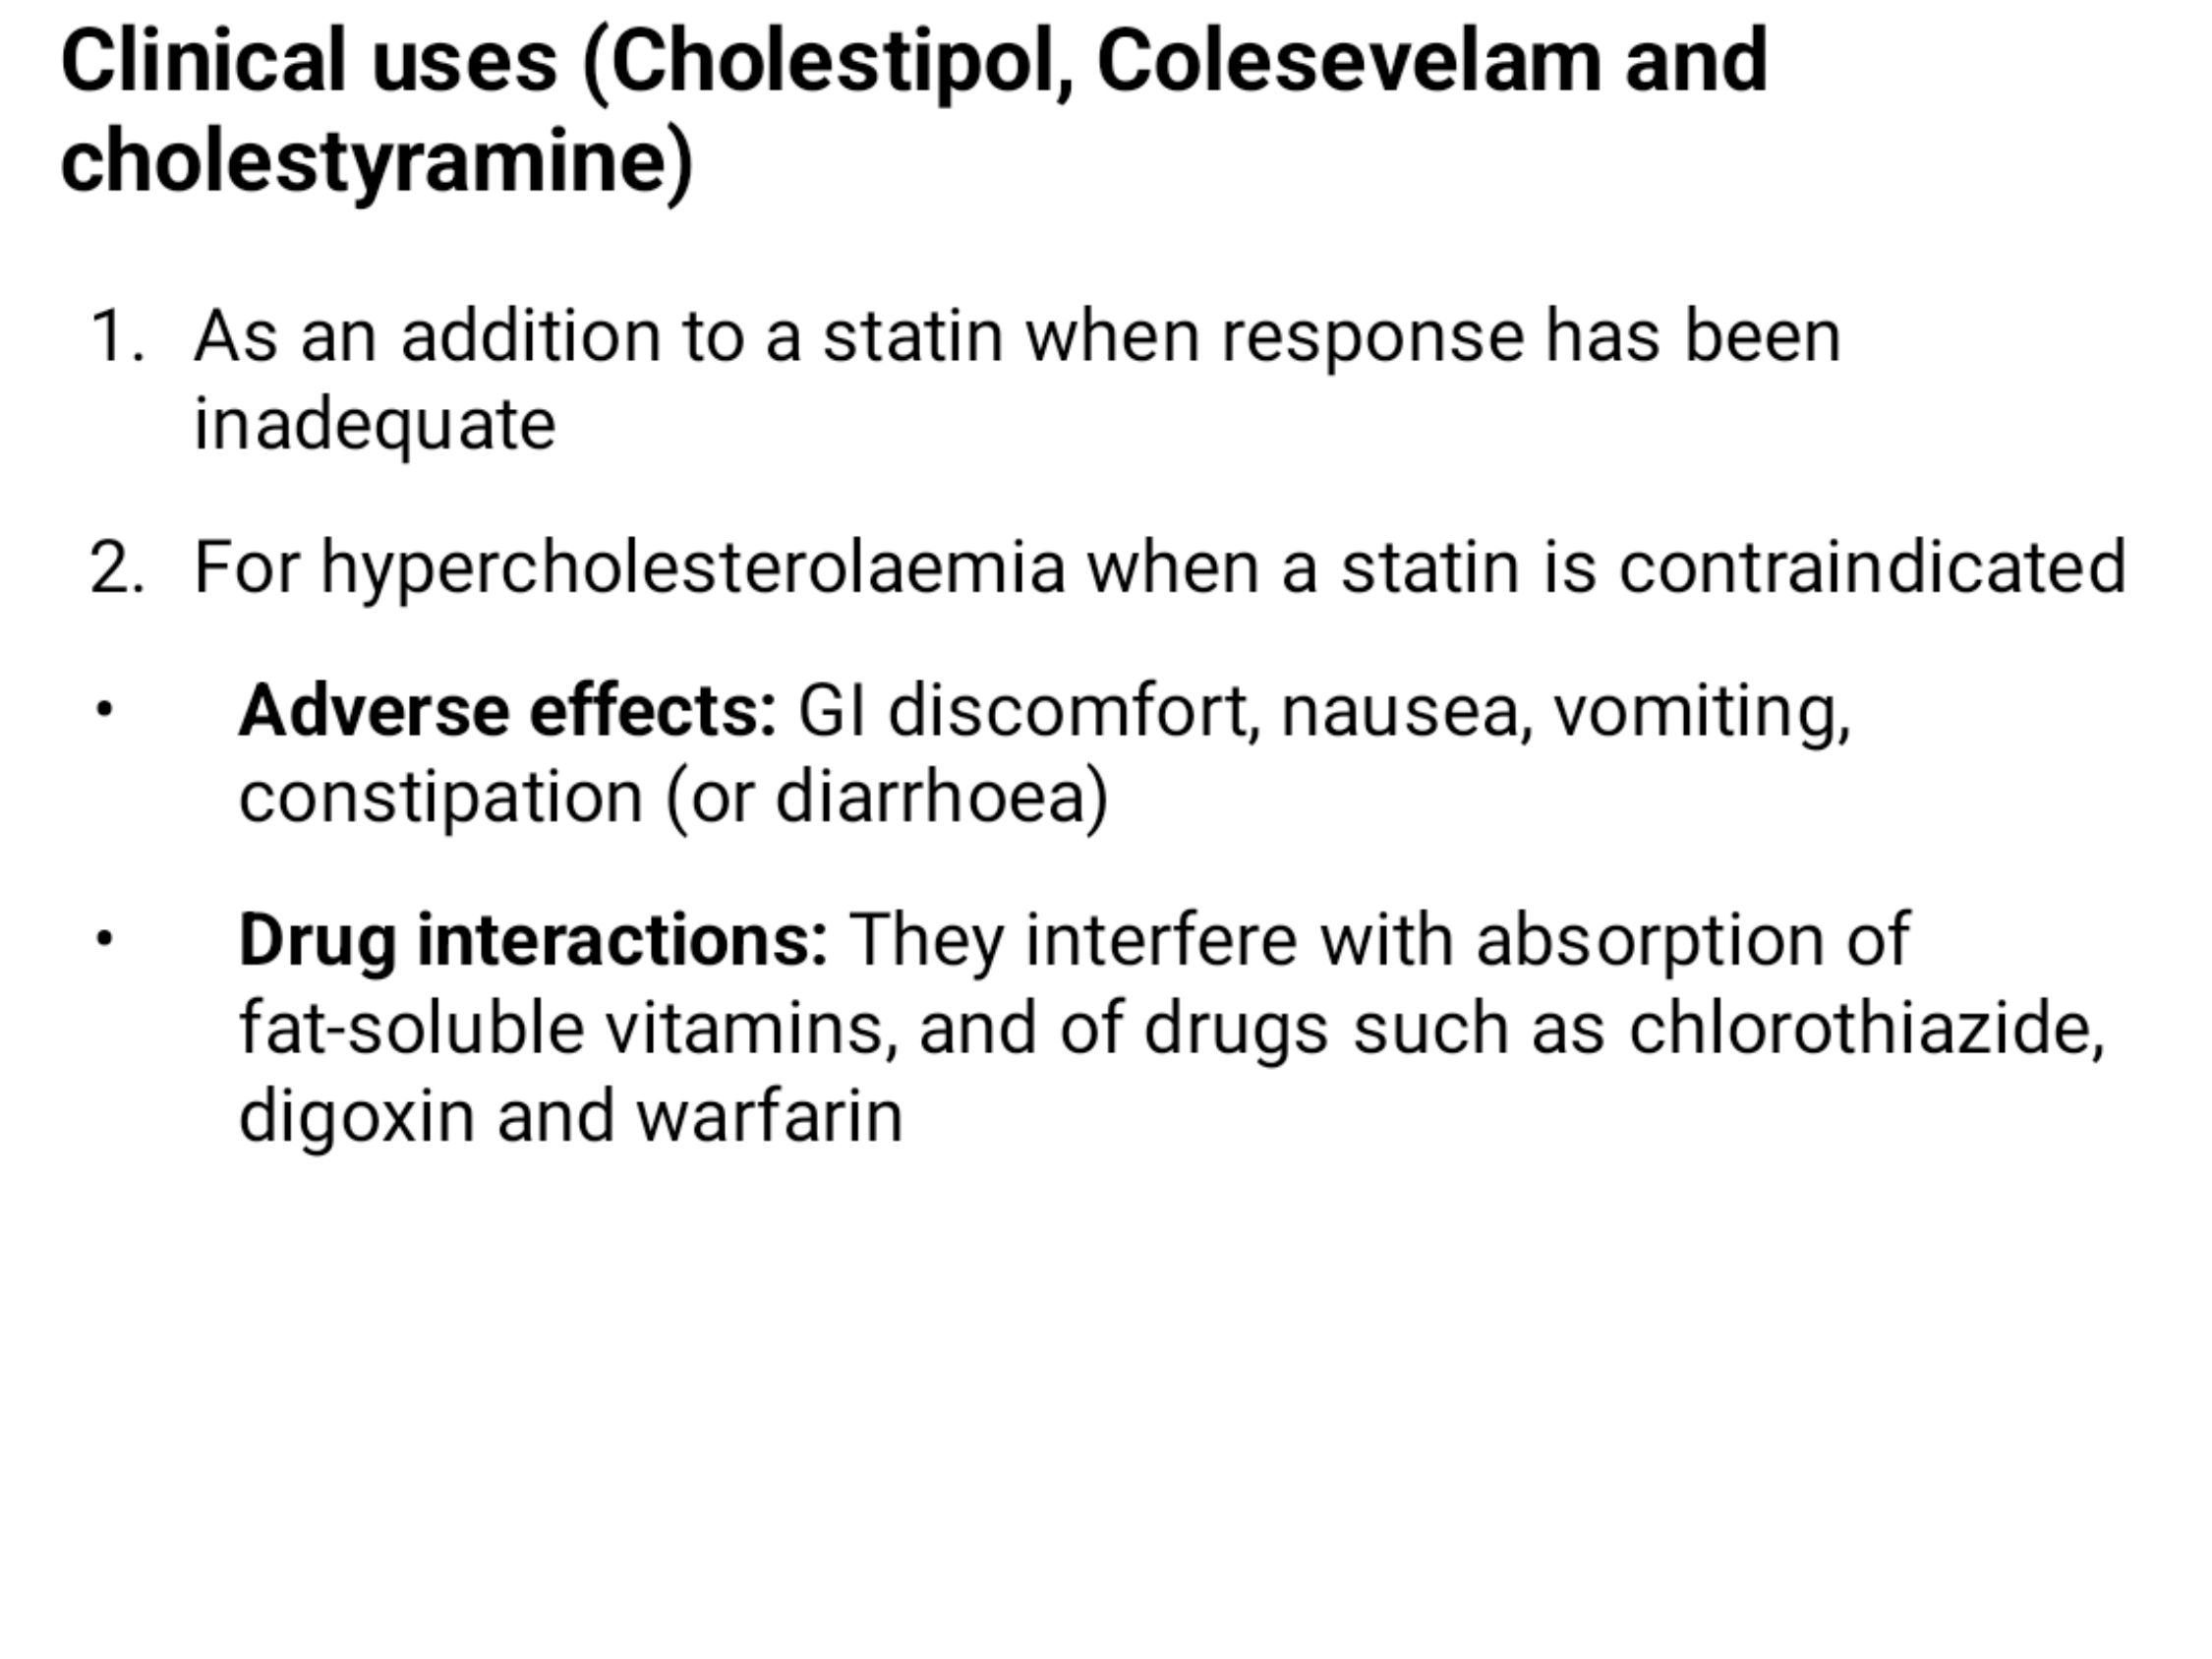 Clinical uses (Cholestipol, Colesevelam and
cholestyramine)
1. As an addition to a statin when response has been
inadequate
2. For hypercholesterolaemia when a statin is contraindicated
• Adverse effects: GI discomfort, nausea, vomiting,
constipation (or diarrhoea)
• Drug interactions: They interfere with absorption of
fat-soluble vitamins, and of drugs such as chlorothiazide,
digoxin and warfarin